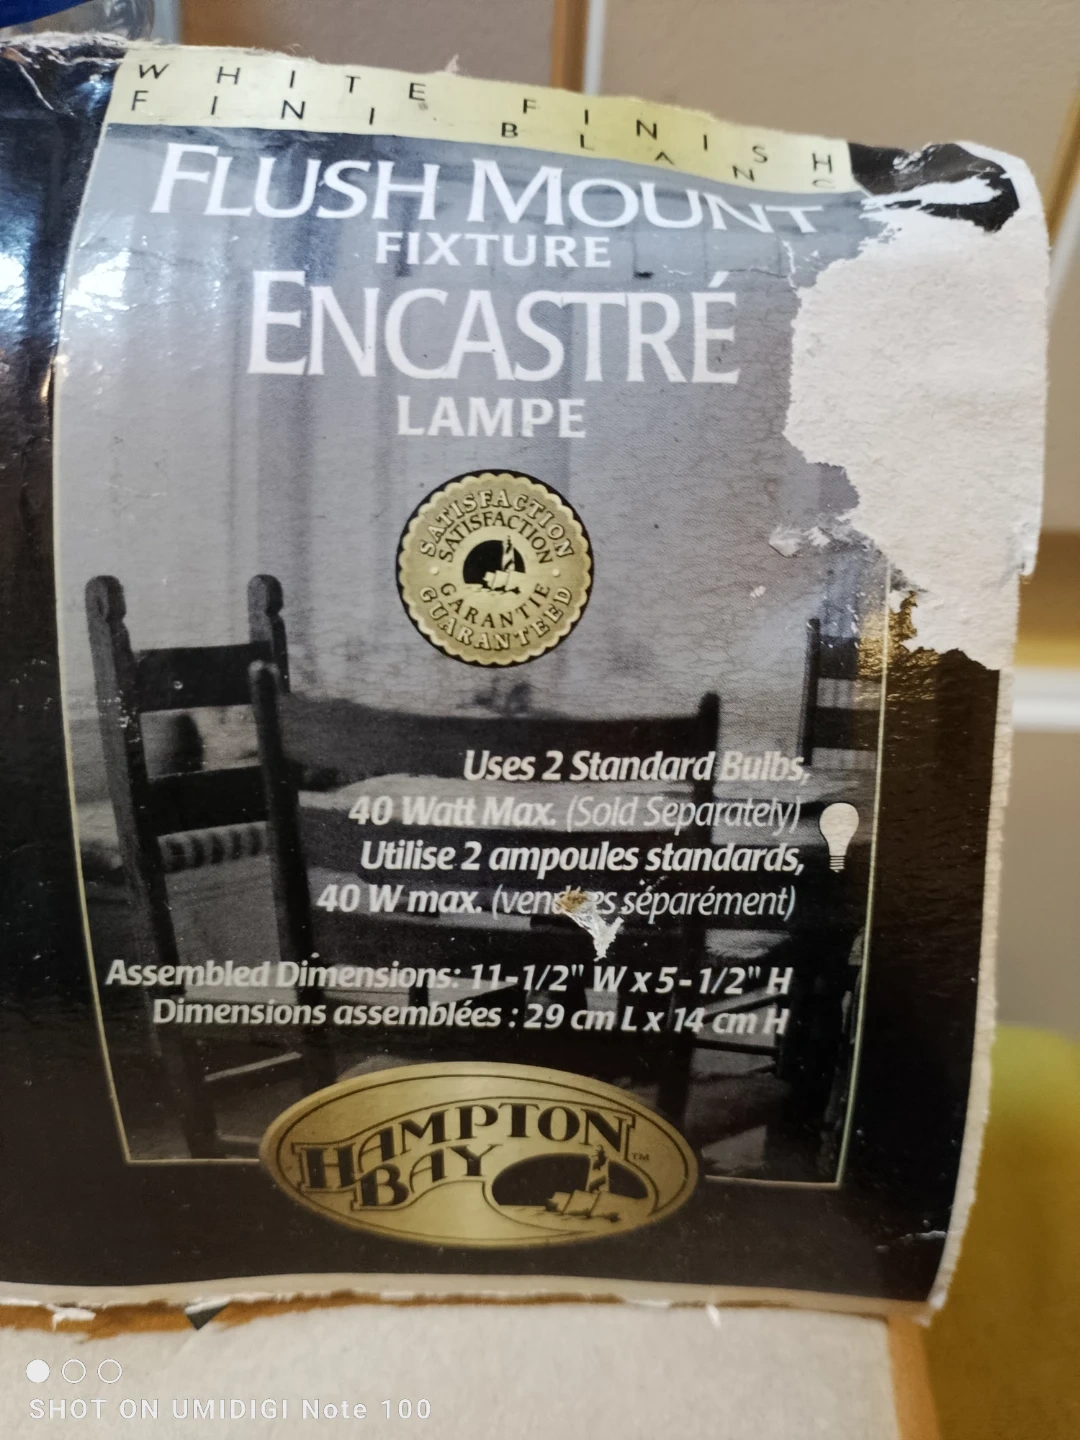 WHITE FINISH
FINI BLANC
FLUSH MOUNT
FIXTURE
ENCASTRÉ
LAMPE
SATISFACTION
SATISFACTION
GARANTIE
GUARANTEED
Uses 2 Standard Bulbs,
40 Watt Max. (Sold Separately)
Utilise 2 ampoules standards,
40 W max. (vendues séparément)
Assembled Dimensions: 11-1/2" W x 5-1/2" H
Dimensions assemblées : 29 cm L x 14 cm H
HAMPTON
BAY
TM
SHOT ON UMIDIGI Note 100